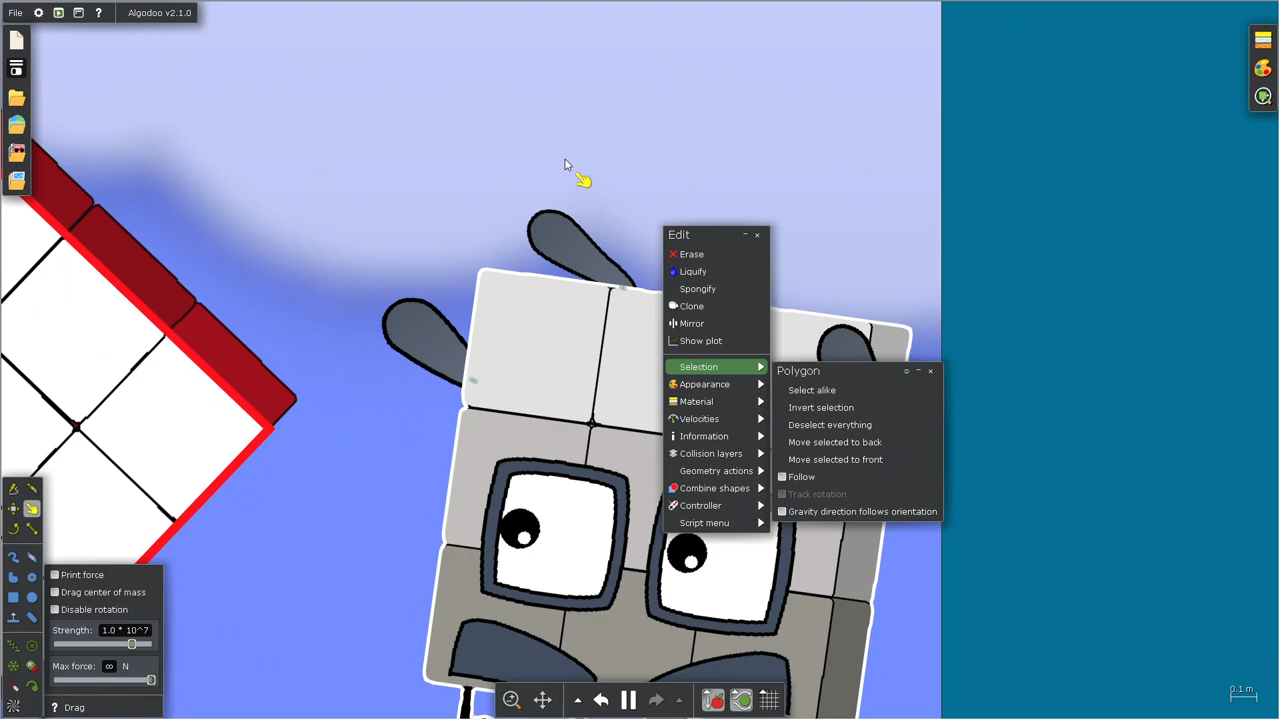 File ? Algodoo v2.1.0
Edit
Erase
Liquify
Spongify
Clone
Mirror
Show plot
Selection
Appearance
Material
Velocities
Information
Collision layers
Geometry actions
Combine shapes
Controller
Script menu
Polygon
Select alike
Invert selection
Deselect everything
Move selected to back
Move selected to front
Follow
Track rotation
Gravity direction follows orientation
Print force
Drag center of mass
Disable rotation
Strength: 1.0 * 10^7
Max force: ∞ N
? Drag
0.1 m